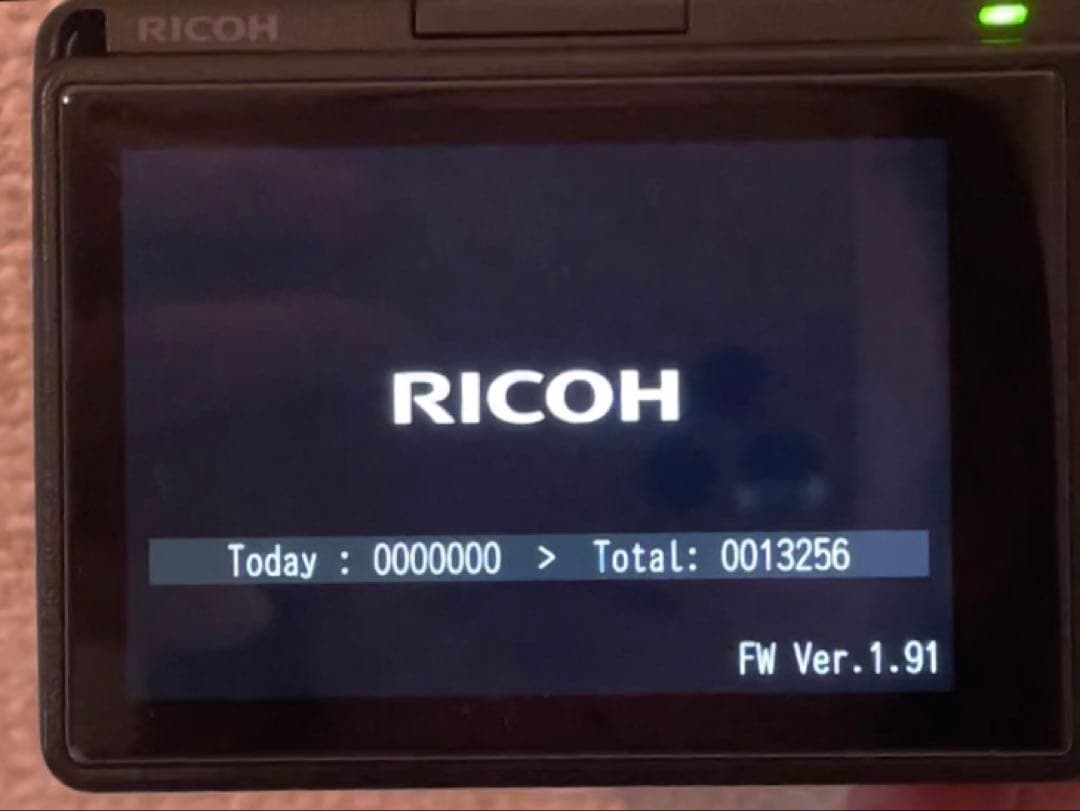 RICOH
RICOH
Today : 0000000 > Total: 0013256
FW Ver.1.91